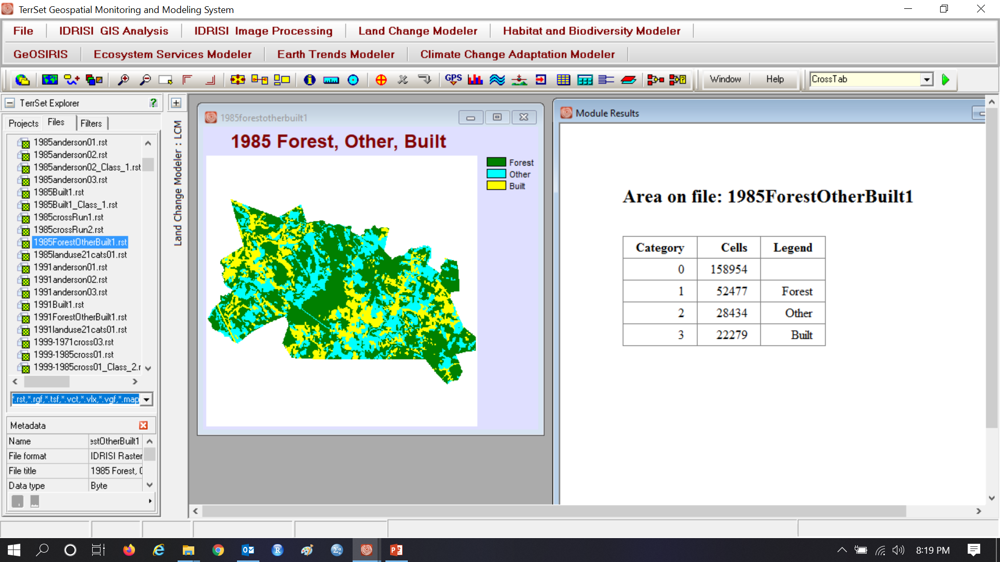 TerrSet Geospatial Monitoring and Modeling System
File
IDRISI GIS Analysis
IDRISI Image Processing
Land Change Modeler
Habitat and Biodiversity Modeler
GeOSIRIS
Ecosystem Services Modeler
Earth Trends Modeler
Climate Change Adaptation Modeler
GPS
Window
Help
CrossTab
TerrSet Explorer
?
Projects
Files
Filters
1985anderson01.rst
1985anderson02.rst
1985anderson02_Class_1.rst
1985anderson03.rst
1985Built1.rst
1985Built1_Class_1.rst
1985crossRun1.rst
1985crossRun2.rst
1985ForestOtherBuilt1.rst
1985landuse21cats01.rst
1991anderson01.rst
1991anderson02.rst
1991anderson03.rst
1991Built1.rst
1991ForestOtherBuilt1.rst
1991landuse21cats01.rst
1999-1971cross03.rst
1999-1985cross01.rst
1999-1985cross01_Class_2.r
*.rst,*.rgf,*.tsf,*.vct,*.vlx,*.vgf,*.map
Metadata
Name
estOtherBuilt1
File format
IDRISI Raster
File title
1985 Forest, O
Data type
Byte
Land Change Modeler : LCM
1985forestotherbuilt1
1985 Forest, Other, Built
Forest
Other
Built
Module Results
Area on file: 1985ForestOtherBuilt1
Category Cells Legend
0 158954
1 52477 Forest
2 28434 Other
3 22279 Built
8:19 PM